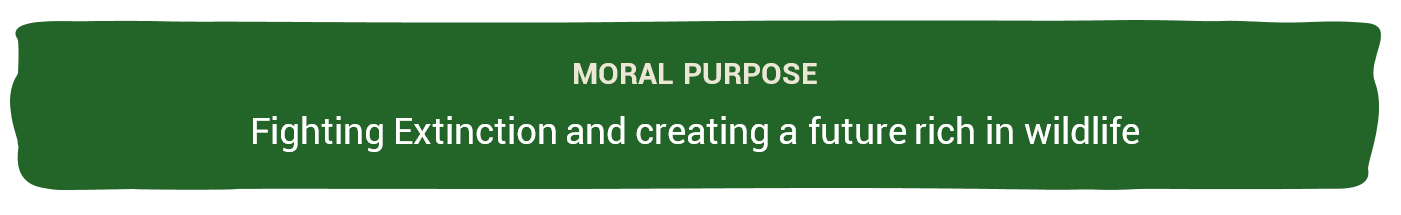 MORAL PURPOSE
Fighting Extinction and creating a future rich in wildlife